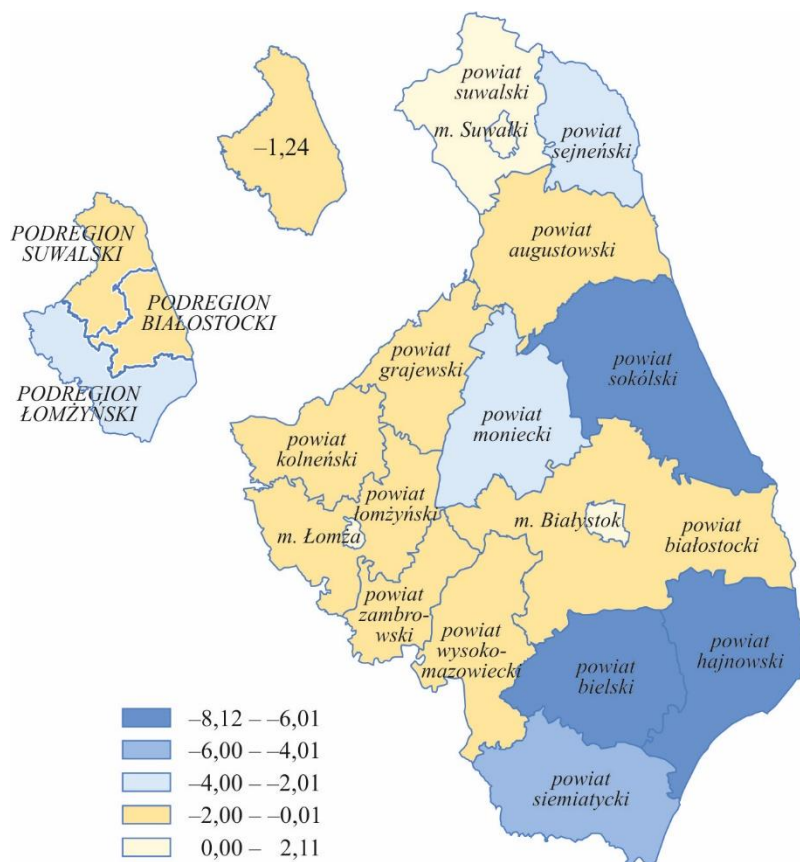 powiat
suwalski
m. Suwałki
powiat
sejneński
–1,24
PODREGION
SUWALSKI
PODREGION
BIAŁOSTOCKI
PODREGION
ŁOMŻYŃSKI
powiat
augustowski
powiat
grajewski
powiat
sokólski
powiat
moniecki
powiat
kolneński
powiat
łomżyński
m. Łomża
m. Białystok
powiat
białostocki
powiat
zambro-
wski
powiat
wysoko-
mazowiecki
powiat
bielski
powiat
hajnowski
powiat
siemiatycki
–8,12 – –6,01
–6,00 – –4,01
–4,00 – –2,01
–2,00 – –0,01
0,00 – 2,11